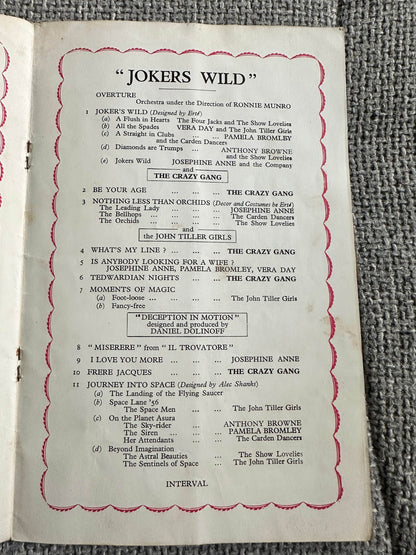 "JOKERS WILD"
OVERTURE
Orchestra under the Direction of RONNIE MUNRO
1 JOKER'S WILD (Designed by Erté)
(a) A Flush in Hearts The Four Jacks and The Show Lovelies
(b) All the Spades VERA DAY and The John Tiller Girls
(c) A Straight in Clubs ... ... PAMELA BROMLEY
and the Carden Dancers
(d) Diamonds are Trumps ... ANTHONY BROWNE
and the Show Lovelies
(e) Jokers Wild JOSEPHINE ANNE and the Company
and
THE CRAZY GANG
2 BE YOUR AGE ... ... ... THE CRAZY GANG
3 NOTHING LESS THAN ORCHIDS (Decor and Costumes by Erté)
The Leading Lady ... ... ... JOSEPHINE ANNE
The Bellhops ... ... ... The Carden Dancers
The Orchids ... ... ... The Show Lovelies
and
the JOHN TILLER GIRLS
4 WHAT'S MY LINE? ... ... THE CRAZY GANG
5 IS ANYBODY LOOKING FOR A WIFE?
JOSEPHINE ANNE, PAMELA BROMLEY, VERA DAY
6 TEDWARDIAN NIGHTS ... ... THE CRAZY GANG
7 MOMENTS OF MAGIC
(a) Foot-loose ... ... ... The John Tiller Girls
(b) Fancy-free
"DECEPTION IN MOTION"
designed and produced by
DANIEL DOLINOFF
8 "MISERERE" from "IL TROVATORE"
9 I LOVE YOU MORE ... ... JOSEPHINE ANNE
10 FRERE JACQUES ... ... THE CRAZY GANG
11 JOURNEY INTO SPACE (Designed by Alec Shanks)
(a) The Landing of the Flying Saucer
(b) Space Lane '56
The Space Men ... ... The John Tiller Girls
(c) On the Planet Asura
The Sky-rider ... ... ANTHONY BROWNE
The Siren ... ... ... PAMELA BROMLEY
Her Attendants ... ... The Carden Dancers
(d) Beyond Imagination
The Astral Beauties ... ... The Show Lovelies
The Sentinels of Space ... The John Tiller Girls
INTERVAL